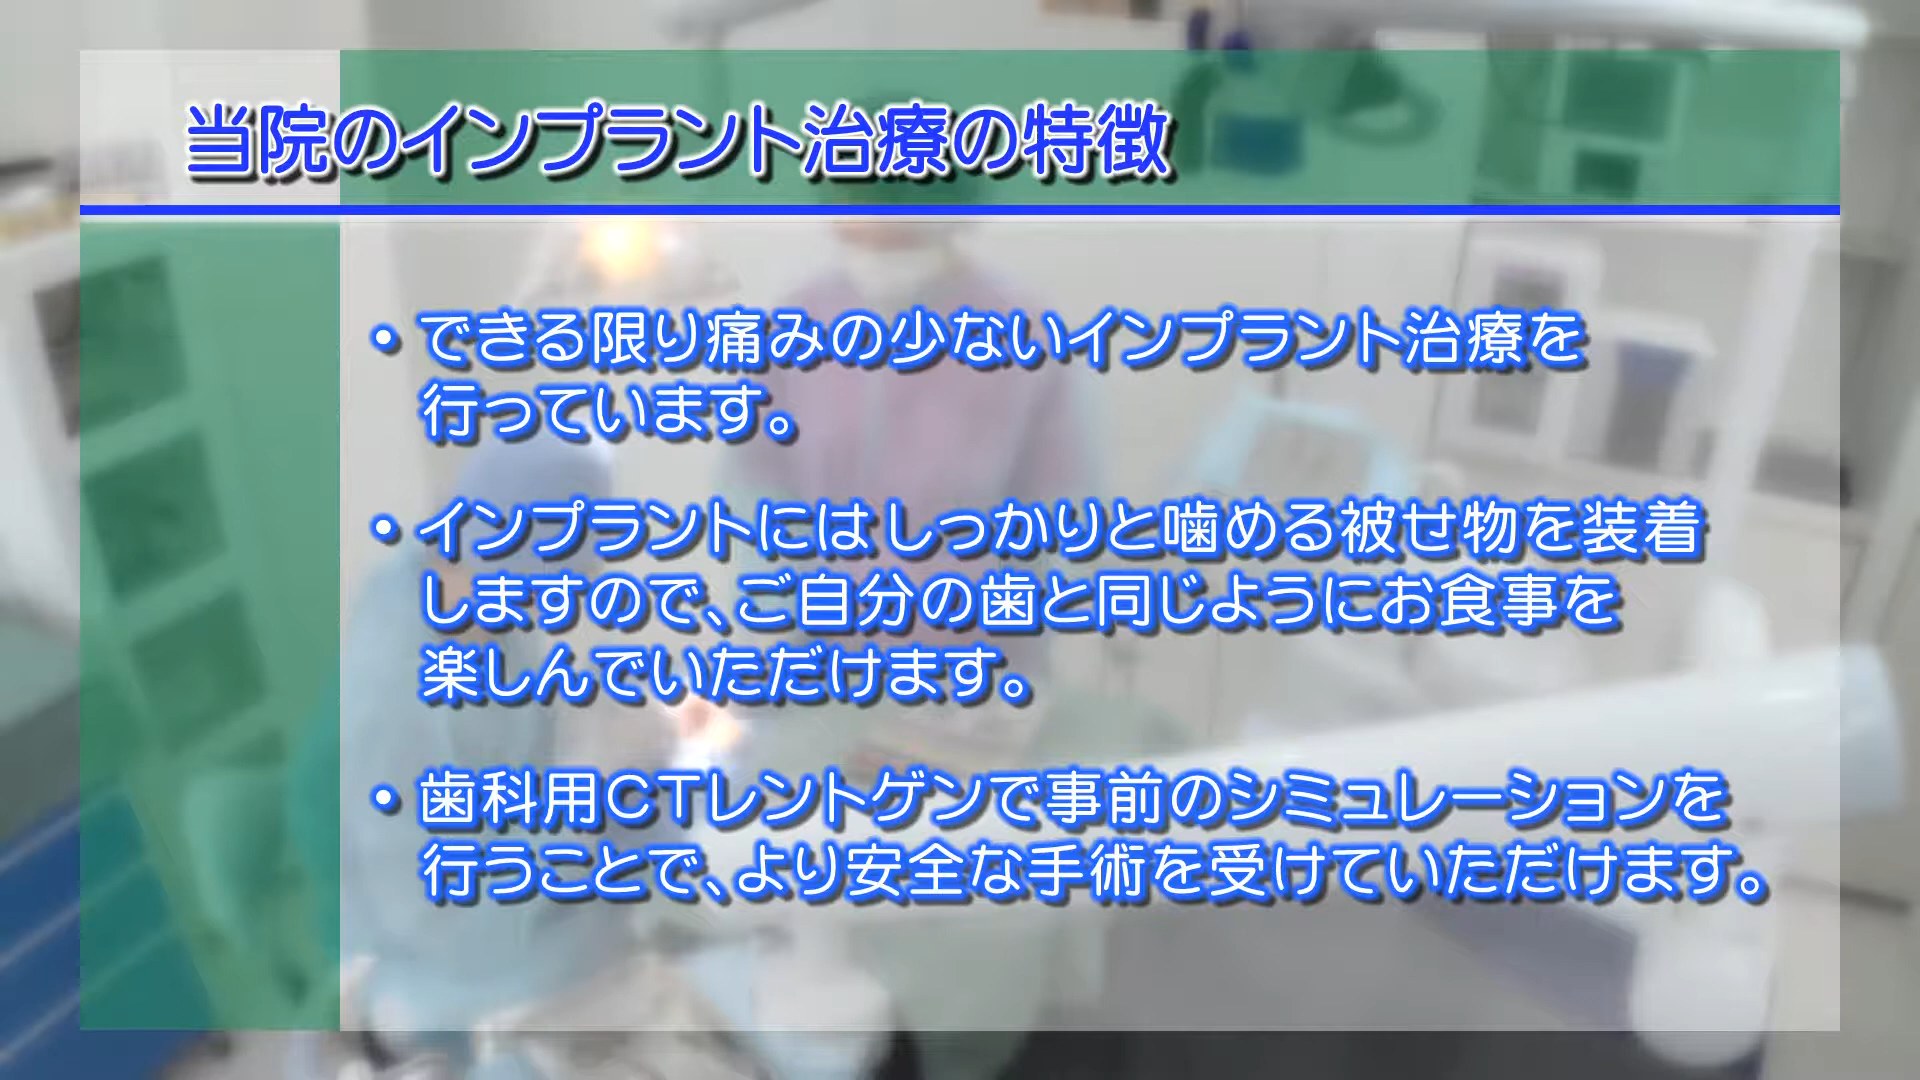 当院のインプラント治療の特徴
・できる限り痛みの少ないインプラント治療を
行っています。
・インプラントにはしっかりと噛める被せ物を装着
しますので、ご自分の歯と同じようにお食事を
楽しんでいただけます。
・歯科用CTレントゲンで事前のシミュレーションを
行うことで、より安全な手術を受けていただけます。